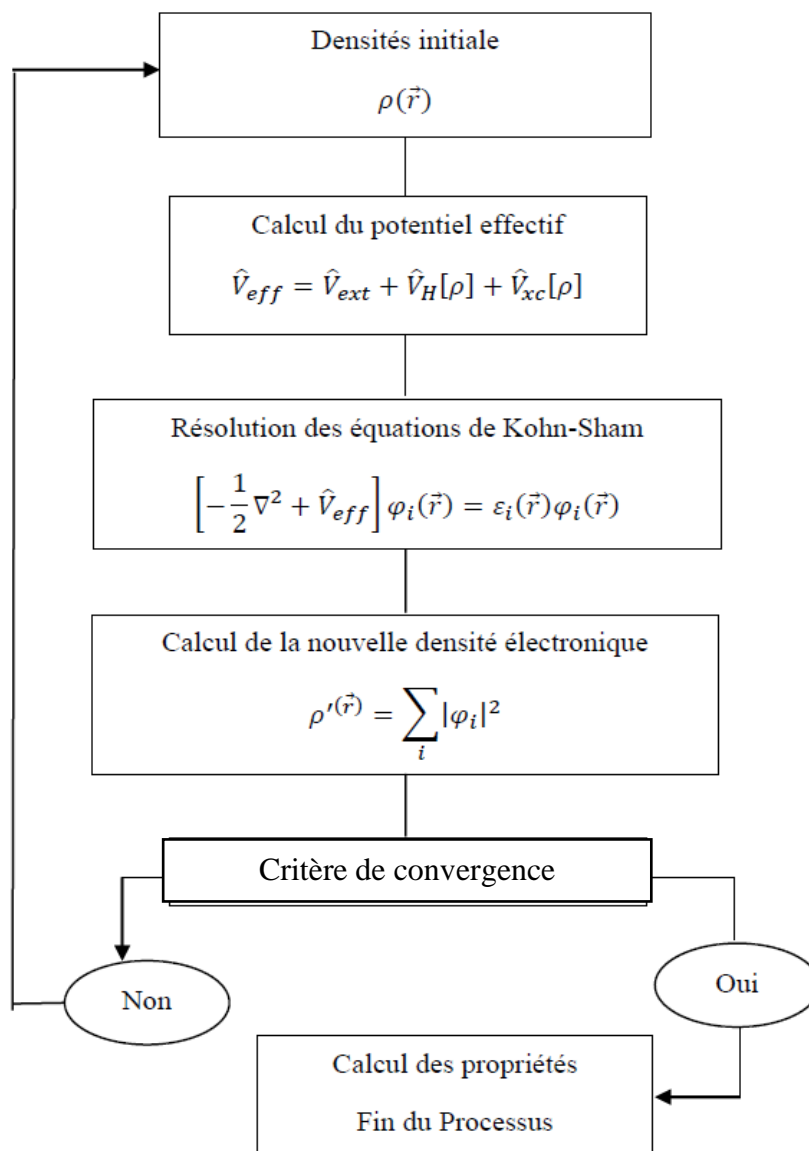 Densités initiale
ρ(r⃗)
Calcul du potentiel effectif
V̂eff = V̂ext + V̂H[ρ] + V̂xc[ρ]
Résolution des équations de Kohn-Sham
[−1/2 ∇² + V̂eff] φi(r⃗) = εi(r⃗)φi(r⃗)
Calcul de la nouvelle densité électronique
ρ′(r⃗) = ∑i|φi|²
Critère de convergence
Non
Oui
Calcul des propriétés
Fin du Processus